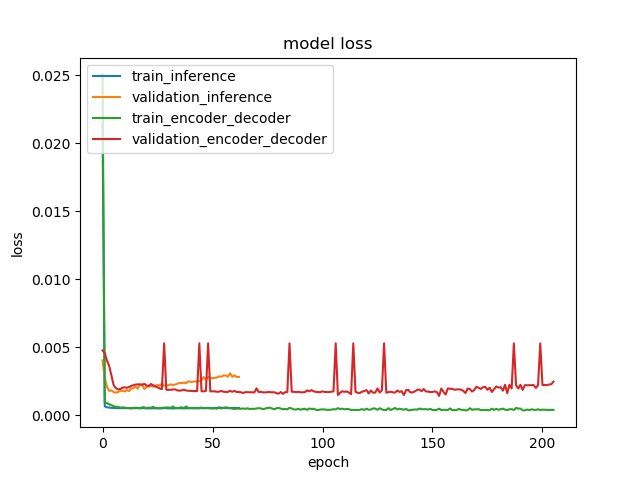 model loss
train_inference
validation_inference
train_encoder_decoder
validation_encoder_decoder
0.025
0.020
0.015
0.010
0.005
0.000
loss
0 50 100 150 200
epoch